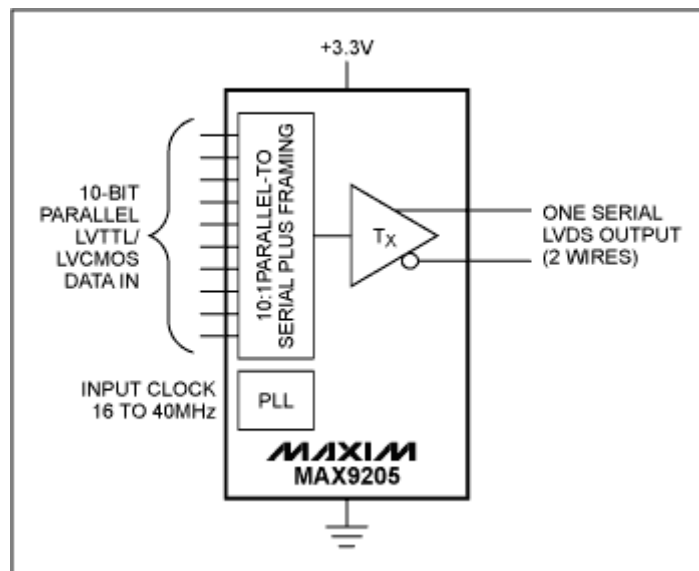 +3.3V
10-BIT
PARALLEL
LVTTL/
LVCMOS
DATA IN
10:1PARALLEL-TO
SERIAL PLUS FRAMING
TX
ONE SERIAL
LVDS OUTPUT
(2 WIRES)
INPUT CLOCK
16 TO 40MHz
PLL
MAXIM
MAX9205